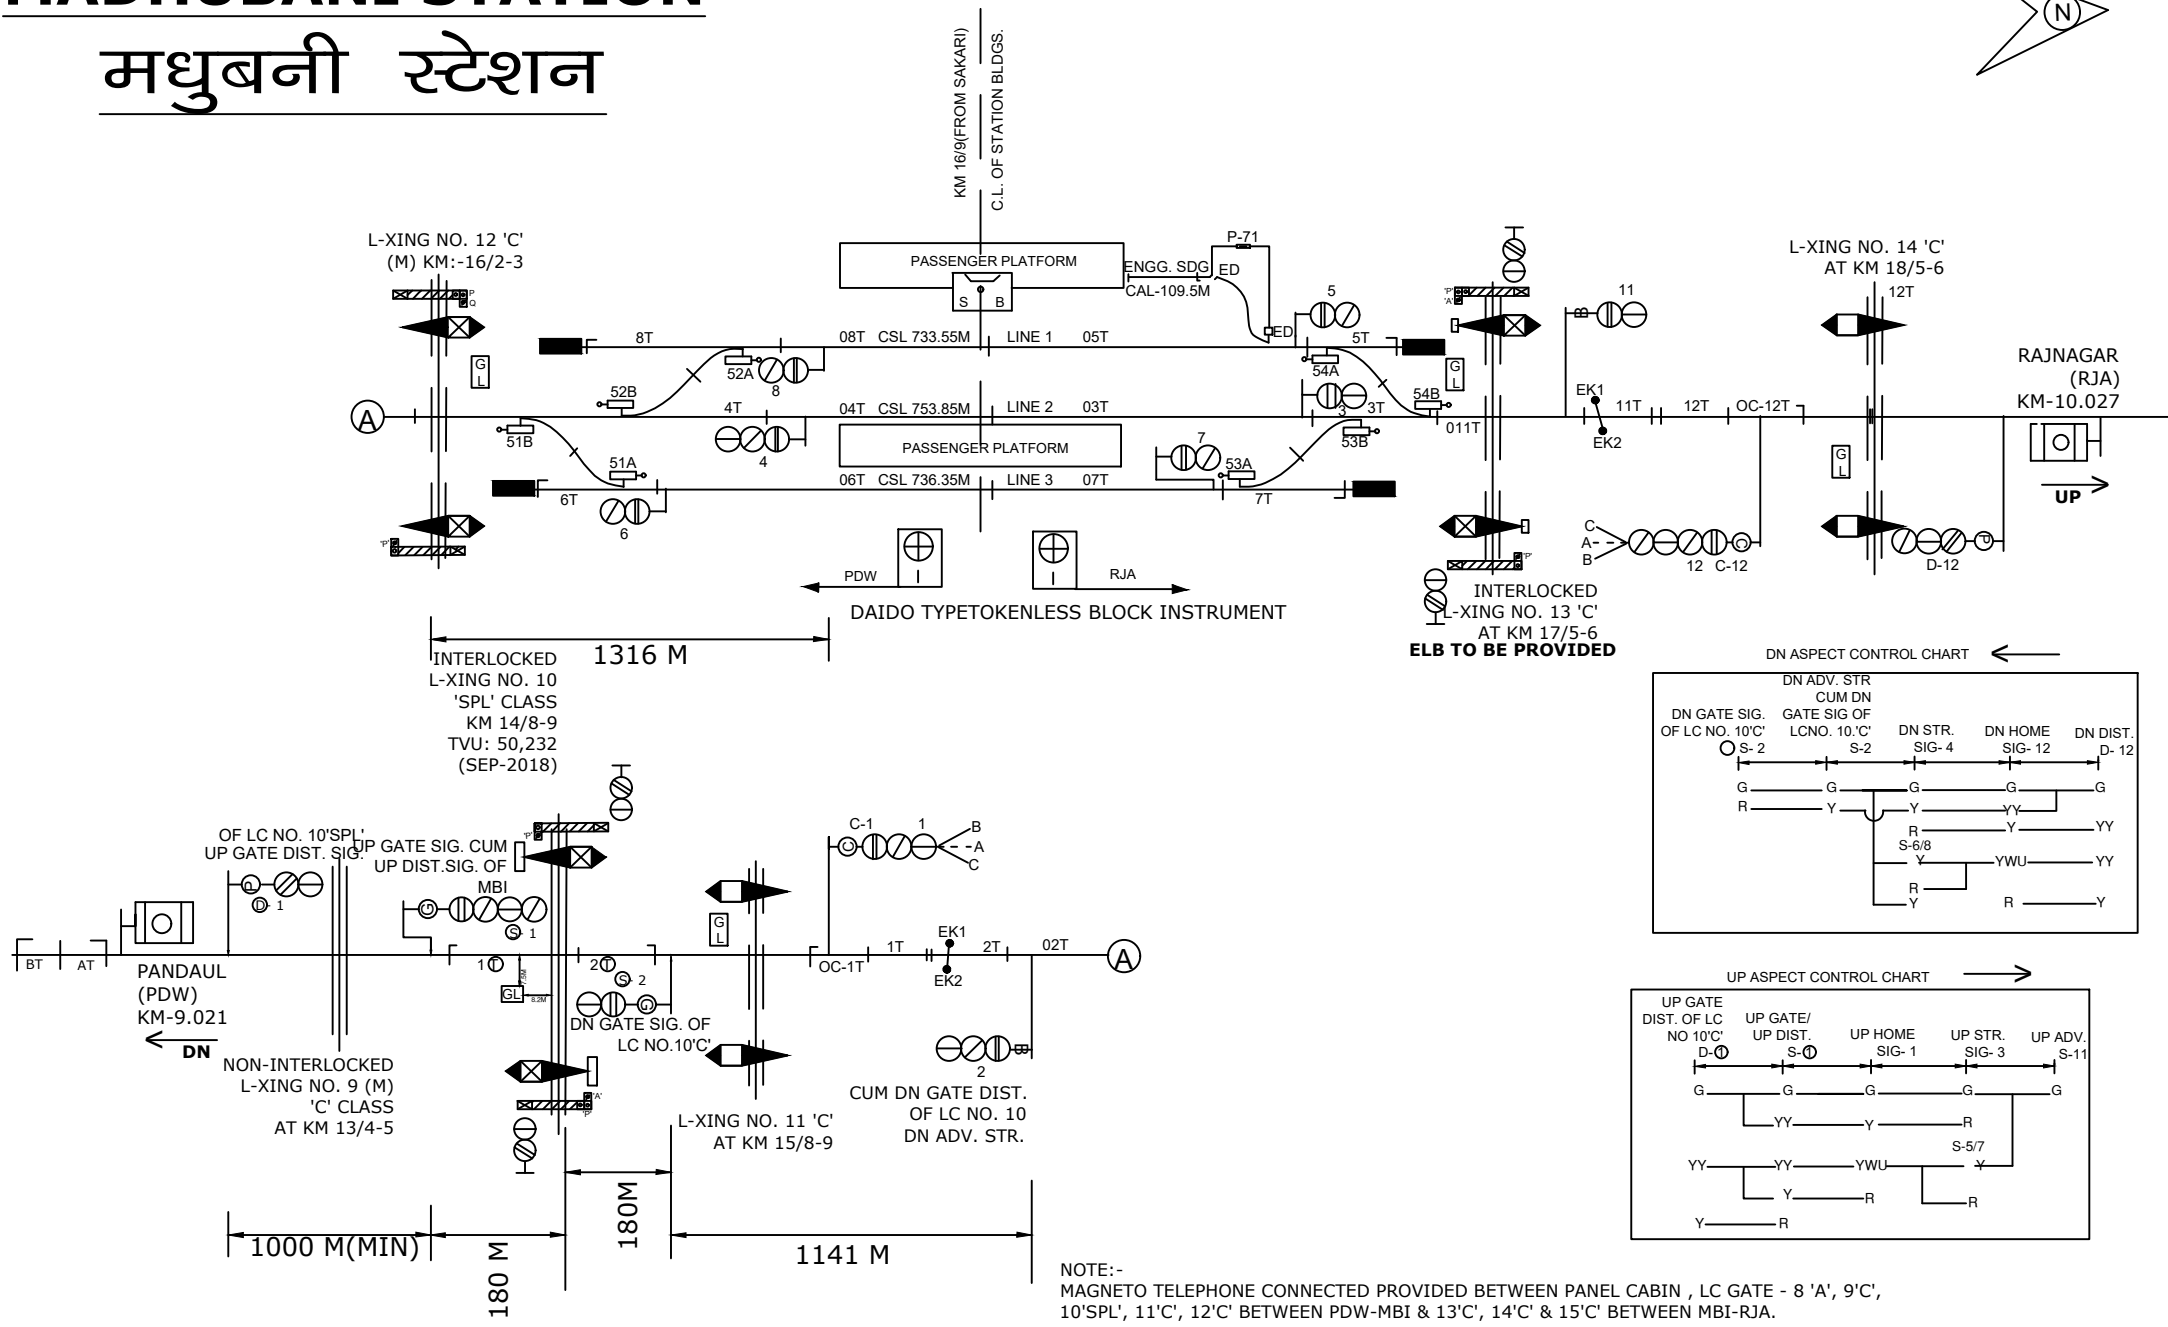 MADHUBANI STATION
मधुबनी स्टेशन
N
KM 16/9(FROM SAKARI)
C.L. OF STATION BLDGS.
L-XING NO. 12 'C'
(M) KM:-16/2-3
P
Q
PASSENGER PLATFORM
S B
ENGG. SDG
CAL-109.5M
P-71
ED
ED
5
'P'
'A'
11
B
L-XING NO. 14 'C'
AT KM 18/5-6
12T
RAJNAGAR
(RJA)
KM-10.027
UP
G
L
8T
08T CSL 733.55M LINE 1 05T
5T
52A
8
54A
G
L
52B
54B
EK1
A
4T
04T CSL 753.85M LINE 2 03T
3
3T
011T
11T
12T
OC-12T
EK2
51B
4
PASSENGER PLATFORM
7
53B
53A
G
L
51A
6T
06T CSL 736.35M LINE 3 07T
7T
6
'P'
C
A
B
12
C
C-12
P
D-12
'P'
PDW
RJA
DAIDO TYPETOKENLESS BLOCK INSTRUMENT
INTERLOCKED
L-XING NO. 13 'C'
AT KM 17/5-6
ELB TO BE PROVIDED
1316 M
INTERLOCKED
L-XING NO. 10
'SPL' CLASS
KM 14/8-9
TVU: 50,232
(SEP-2018)
DN ASPECT CONTROL CHART
DN GATE SIG.
OF LC NO. 10'C'
S- 2
DN ADV. STR
CUM DN
GATE SIG OF
LCNO. 10.'C'
S-2
DN STR.
SIG- 4
DN HOME
SIG- 12
DN DIST.
D- 12
G G G G G
R Y Y YY
R Y YY
S-6/8
Y YWU YY
R
Y R Y
OF LC NO. 10'SPL'
UP GATE DIST. SIG.
UP GATE SIG. CUM
UP DIST.SIG. OF
MBI
'P'
P
D- 1
G
S- 1
C-1 1
C
B
A
C
G
L
BT
AT
PANDAUL
(PDW)
KM-9.021
DN
1 T
2 T
S- 2
GL
7.5M
8.2M
G
DN GATE SIG. OF
LC NO.10'C'
OC-1T
1T
EK1
EK2
2T
02T
A
B
2
CUM DN GATE DIST.
OF LC NO. 10
DN ADV. STR.
NON-INTERLOCKED
L-XING NO. 9 (M)
'C' CLASS
AT KM 13/4-5
'A'
'P'
L-XING NO. 11 'C'
AT KM 15/8-9
1000 M(MIN)
180 M
180M
1141 M
UP ASPECT CONTROL CHART
UP GATE
DIST. OF LC
NO 10'C'
D-1
UP GATE/
UP DIST.
S-1
UP HOME
SIG- 1
UP STR.
SIG- 3
UP ADV.
S-11
G G G G G
YY Y R
S-5/7
YY YY YWU Y
Y R R
Y R
NOTE:-
MAGNETO TELEPHONE CONNECTED PROVIDED BETWEEN PANEL CABIN , LC GATE - 8 'A', 9'C',
10'SPL', 11'C', 12'C' BETWEEN PDW-MBI & 13'C', 14'C' & 15'C' BETWEEN MBI-RJA.